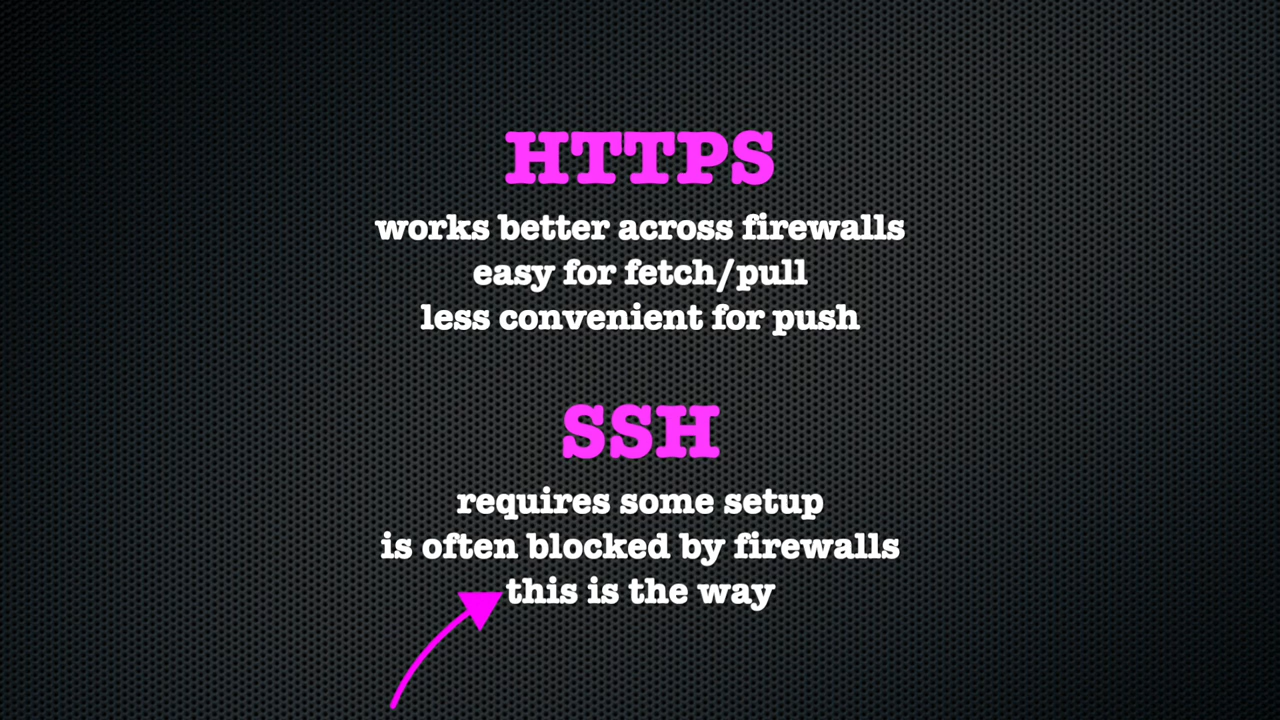 HTTPS
works better across firewalls
easy for fetch/pull
less convenient for push
SSH
requires some setup
is often blocked by firewalls
this is the way